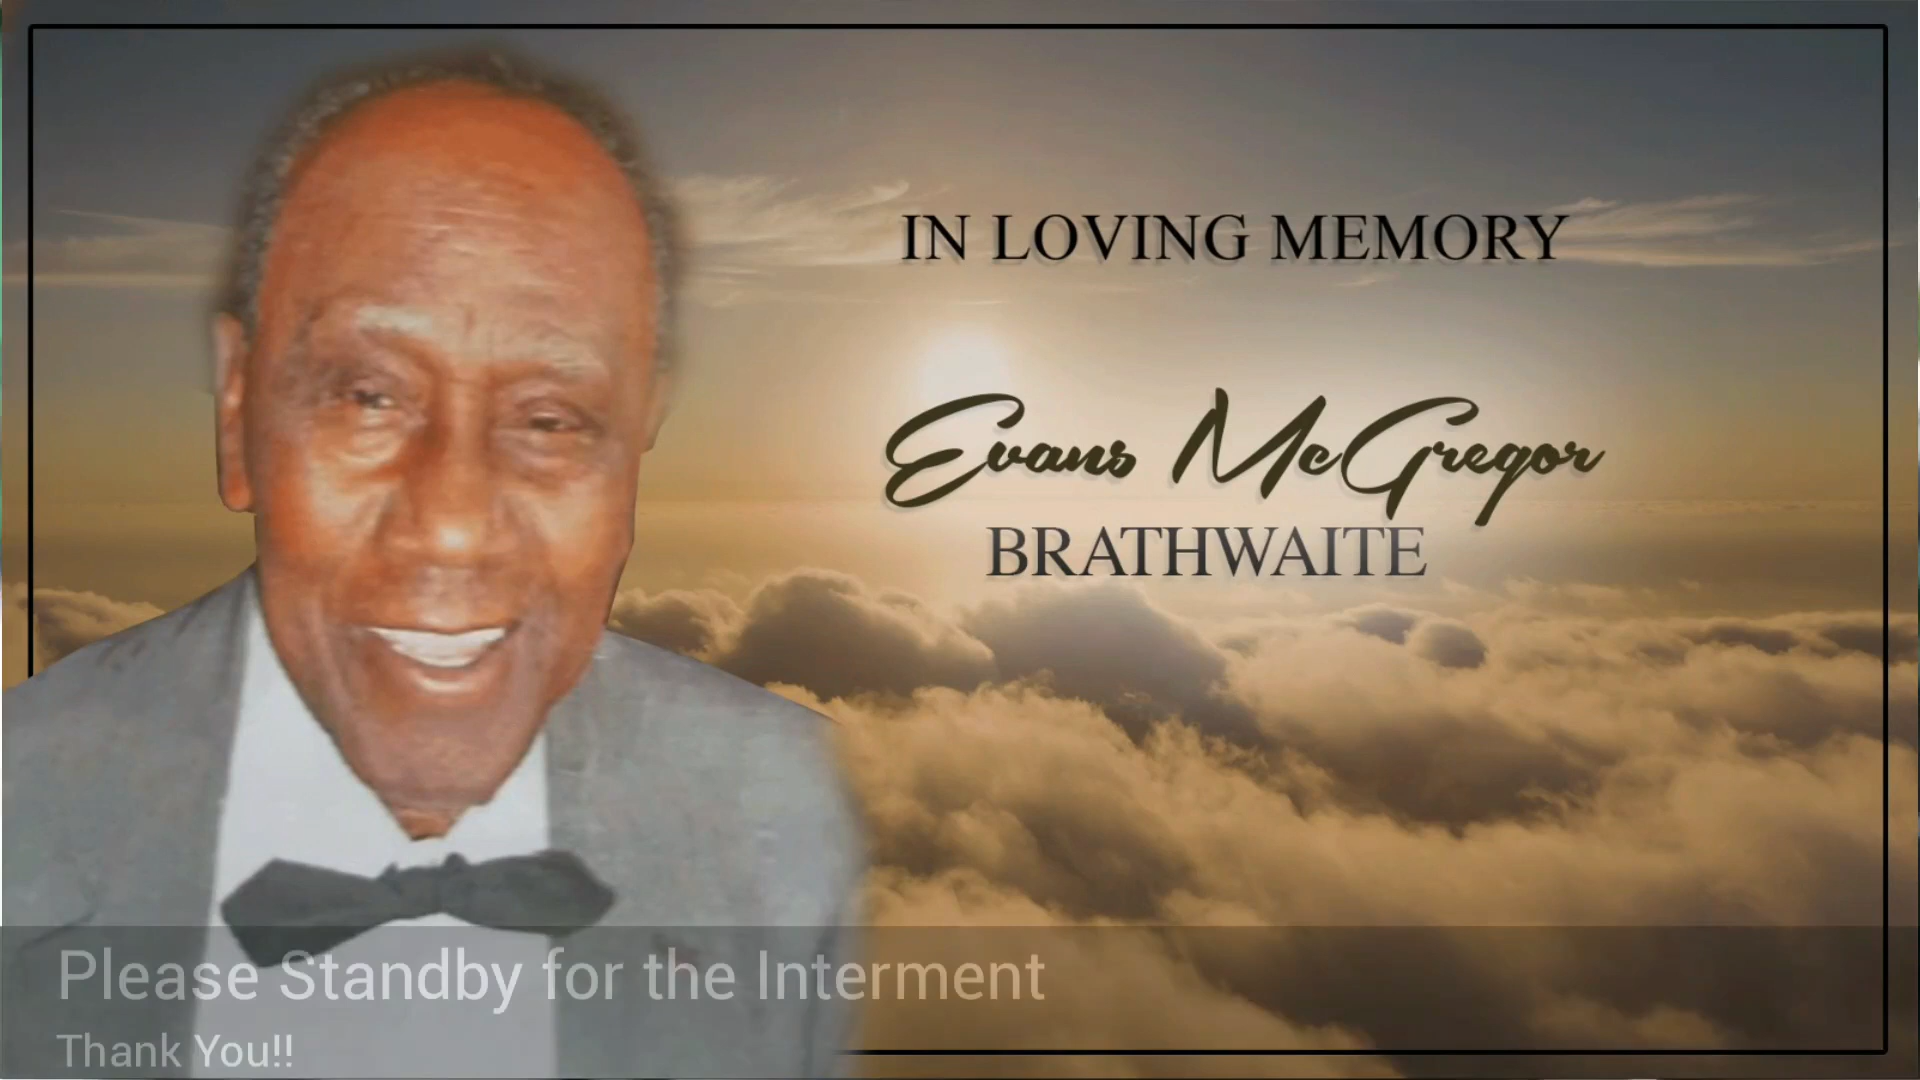 IN LOVING MEMORY
Evans McGregor
BRATHWAITE
Please Standby for the Interment
Thank You!!